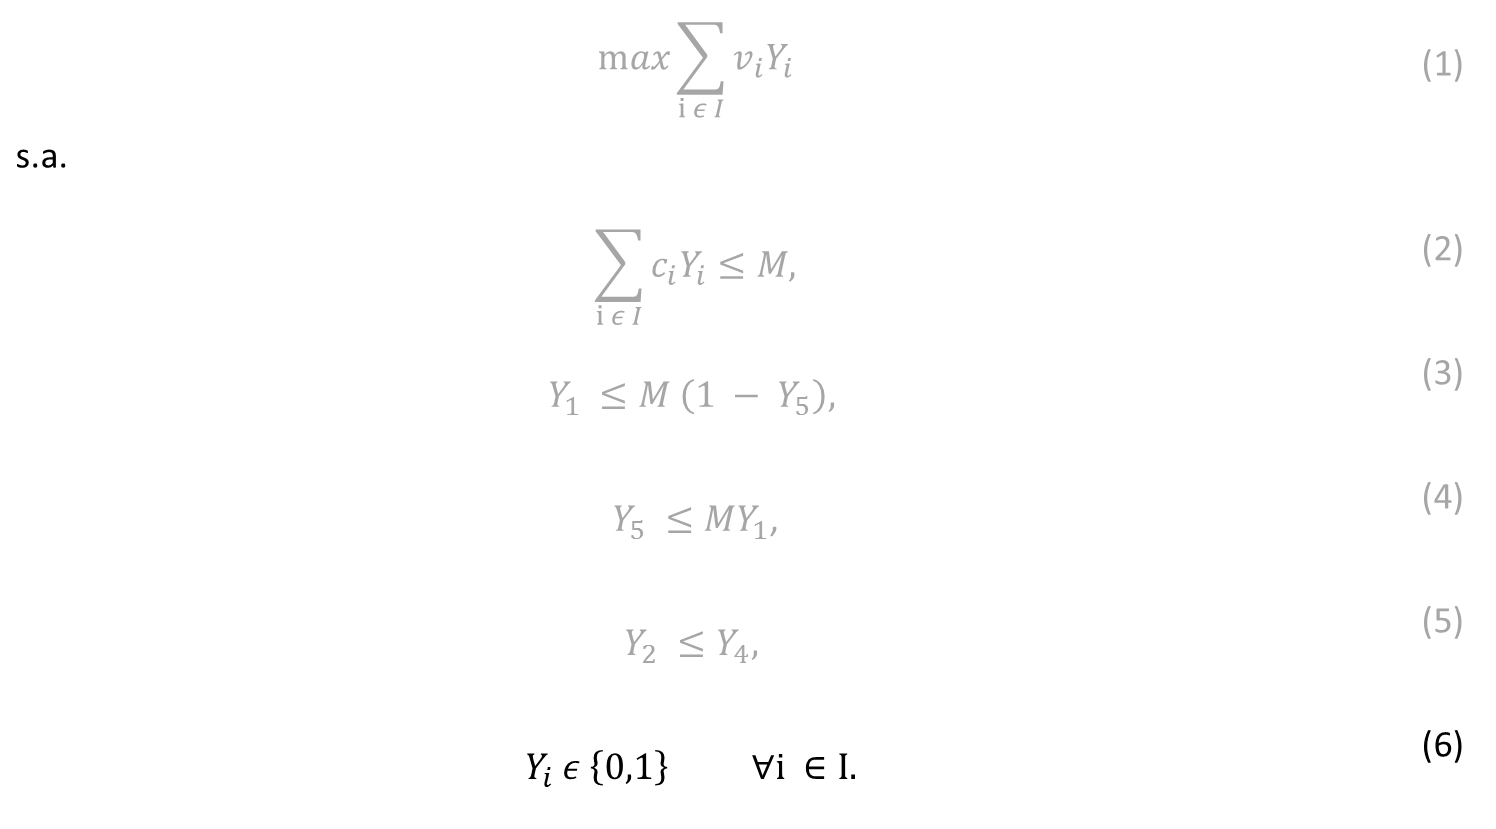 max ∑ v_i Y_i (1)
i ϵ I
s.a.
∑ c_i Y_i ≤ M, (2)
i ϵ I
Y_1 ≤ M (1 − Y_5), (3)
Y_5 ≤ MY_1, (4)
Y_2 ≤ Y_4, (5)
Y_i ϵ {0,1} ∀i ∈ I. (6)